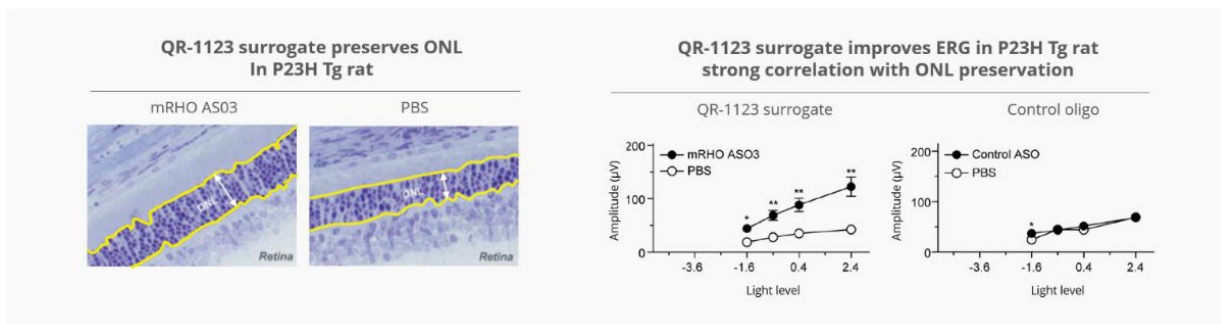 QR-1123 surrogate preserves ONL
In P23H Tg rat
mRHO AS03
PBS
ONL
Retina
ONL
Retina
QR-1123 surrogate improves ERG in P23H Tg rat
strong correlation with ONL preservation
QR-1123 surrogate
Control oligo
Amplitude (µV)
200
100
0
mRHO ASO3
PBS
*
**
**
**
-3.6
-1.6
0.4
2.4
Light level
Amplitude (µV)
200
100
0
Control ASO
PBS
*
-3.6
-1.6
0.4
2.4
Light level